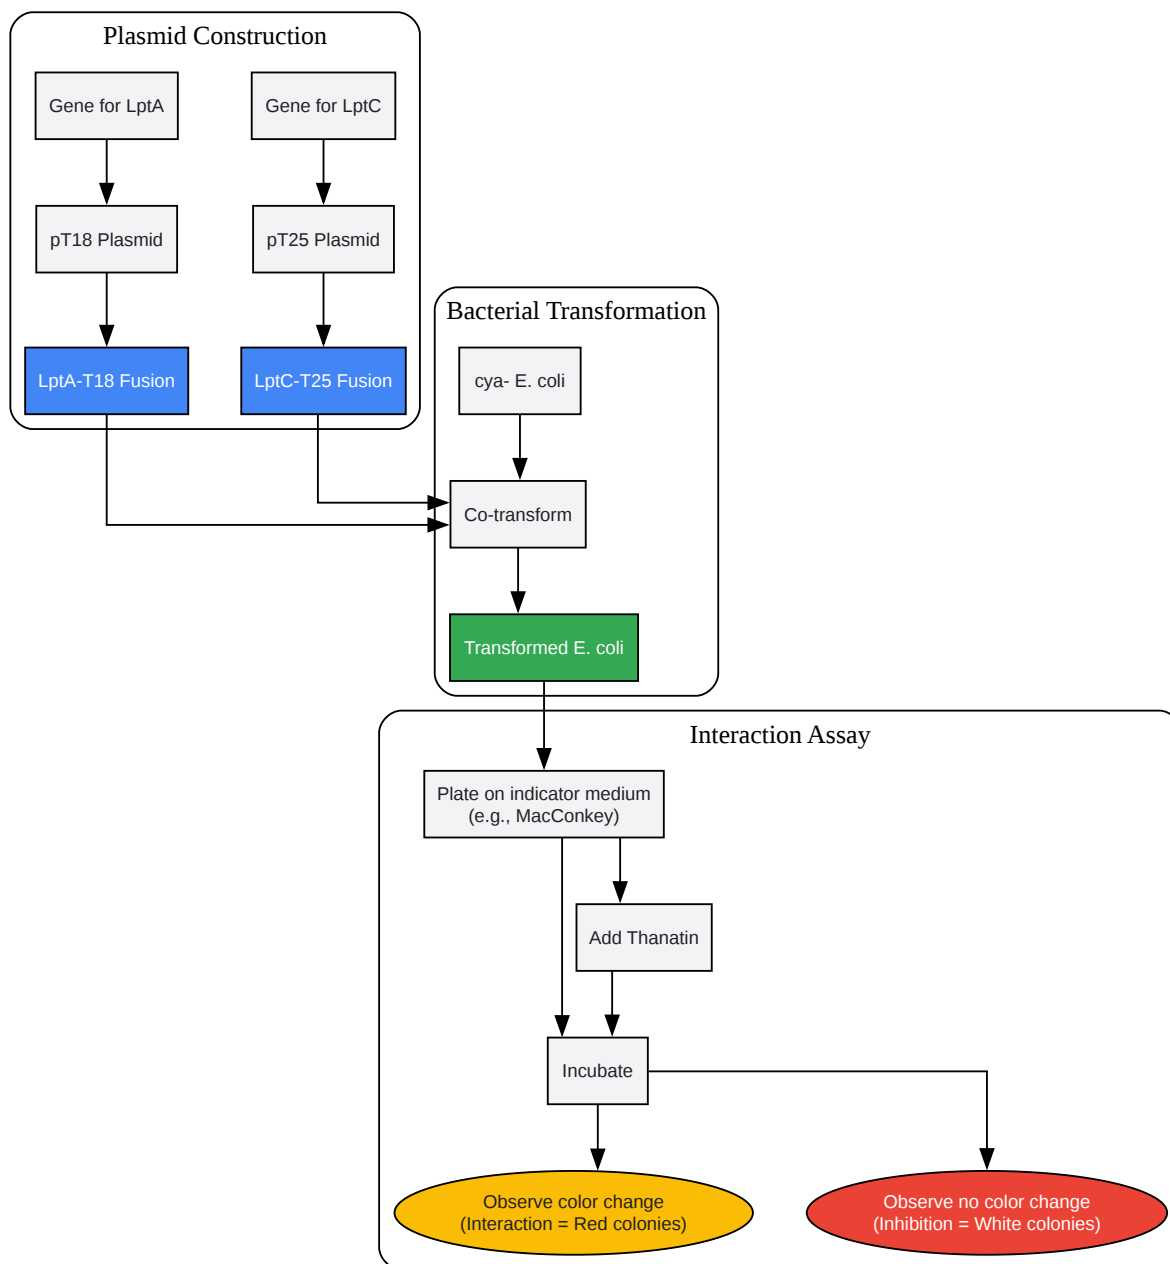 Plasmid Construction
Gene for LptA
Gene for LptC
pT18 Plasmid
pT25 Plasmid
LptA-T18 Fusion
LptC-T25 Fusion
Bacterial Transformation
cya- E. coli
Co-transform
Transformed E. coli
Interaction Assay
Plate on indicator medium
(e.g., MacConkey)
Add Thanatin
Incubate
Observe color change
(Interaction = Red colonies)
Observe no color change
(Inhibition = White colonies)